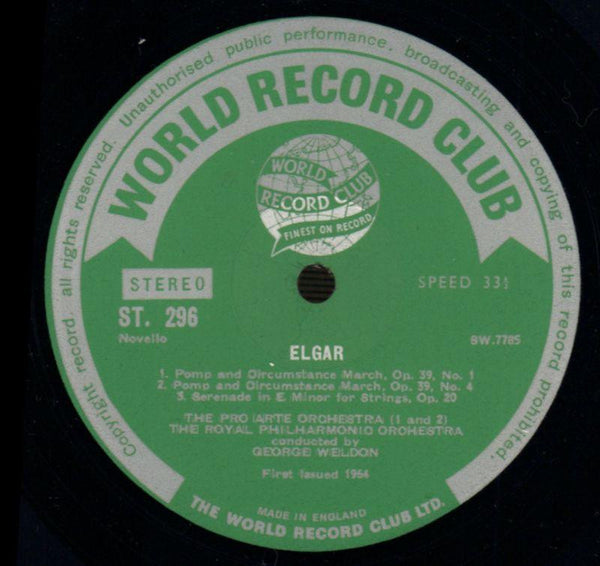 Copyright record all rights reserved. Unauthorised public performance, broadcasting and copying of this record prohibited.
WORLD RECORD CLUB
WORLD
RECORD CLUB
FINEST ON RECORD
STEREO
SPEED 33⅓
ST. 296
Novello
BW.7785
ELGAR
1. Pomp and Circumstance March, Op. 39, No. 1
2. Pomp and Circumstance March, Op. 39, No. 4
3. Serenade in E Minor for Strings, Op. 20
THE PRO ARTE ORCHESTRA (1 and 2)
THE ROYAL PHILHARMONIC ORCHESTRA
conducted by
GEORGE WELDON
First Issued 1964
MADE IN ENGLAND
THE WORLD RECORD CLUB LTD.